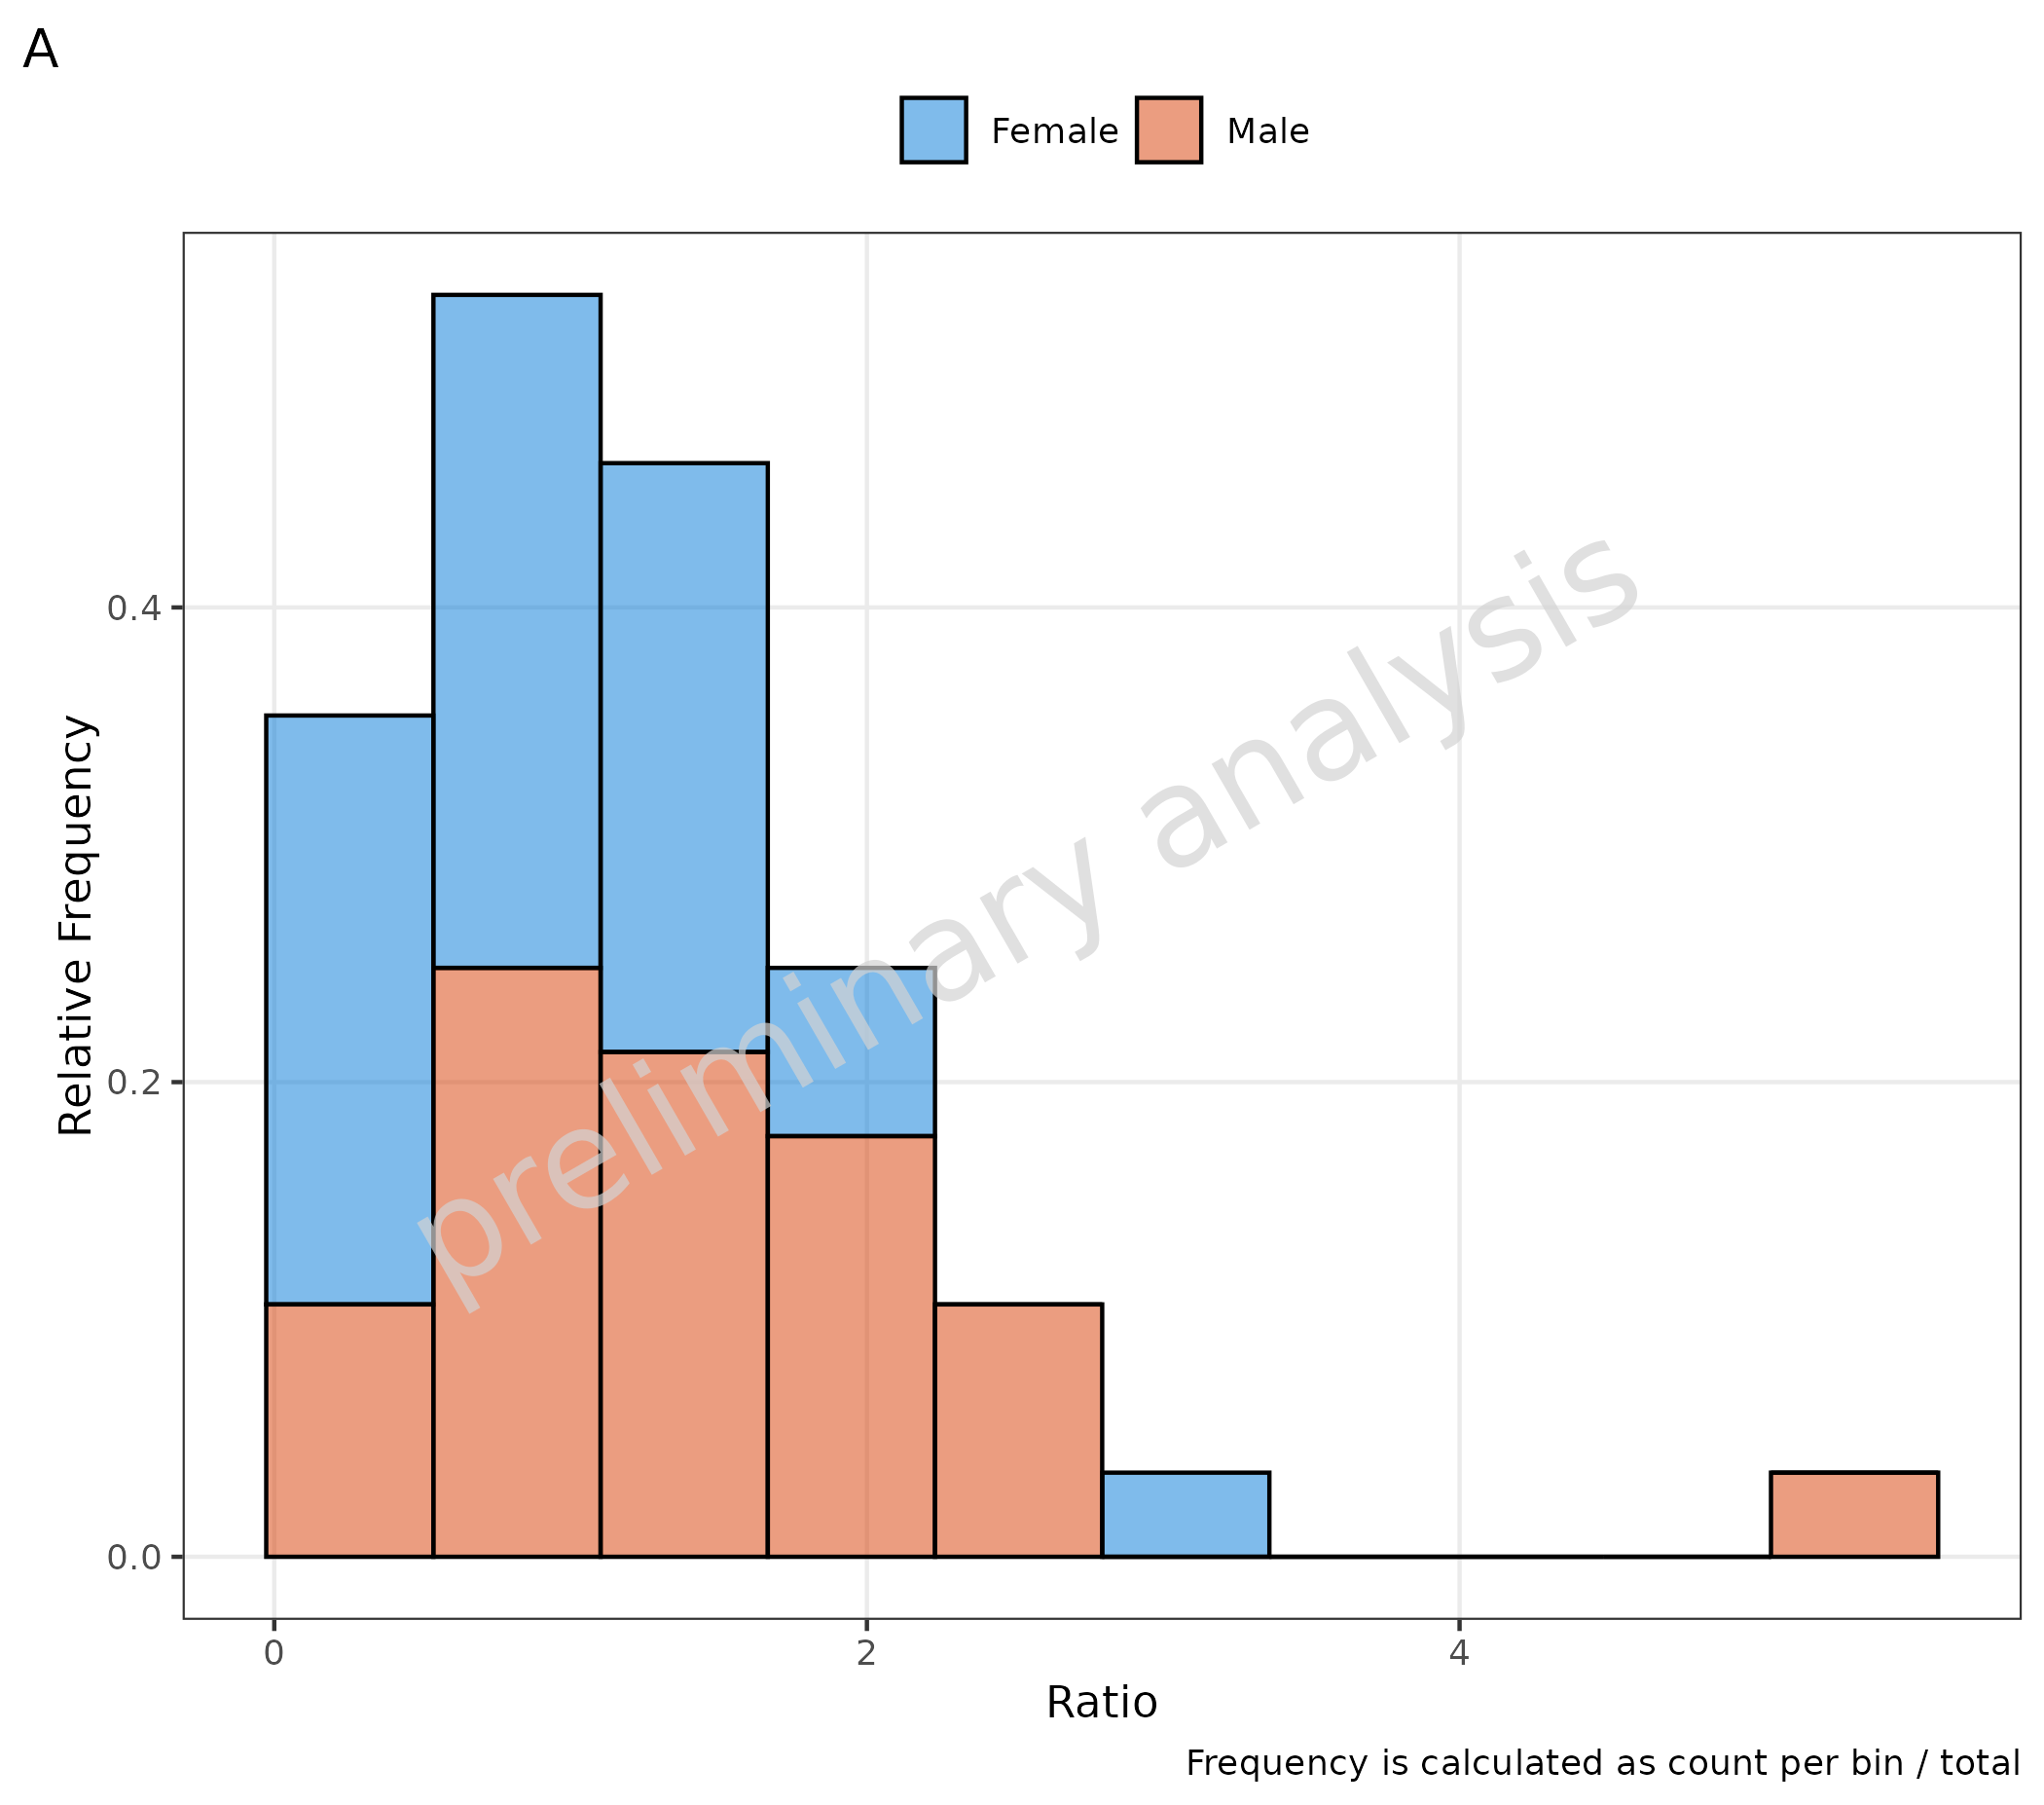 A
Female Male
0.4
0.2
0.0
Relative Frequency
preliminary analysis
0 2 4
Ratio
Frequency is calculated as count per bin / total